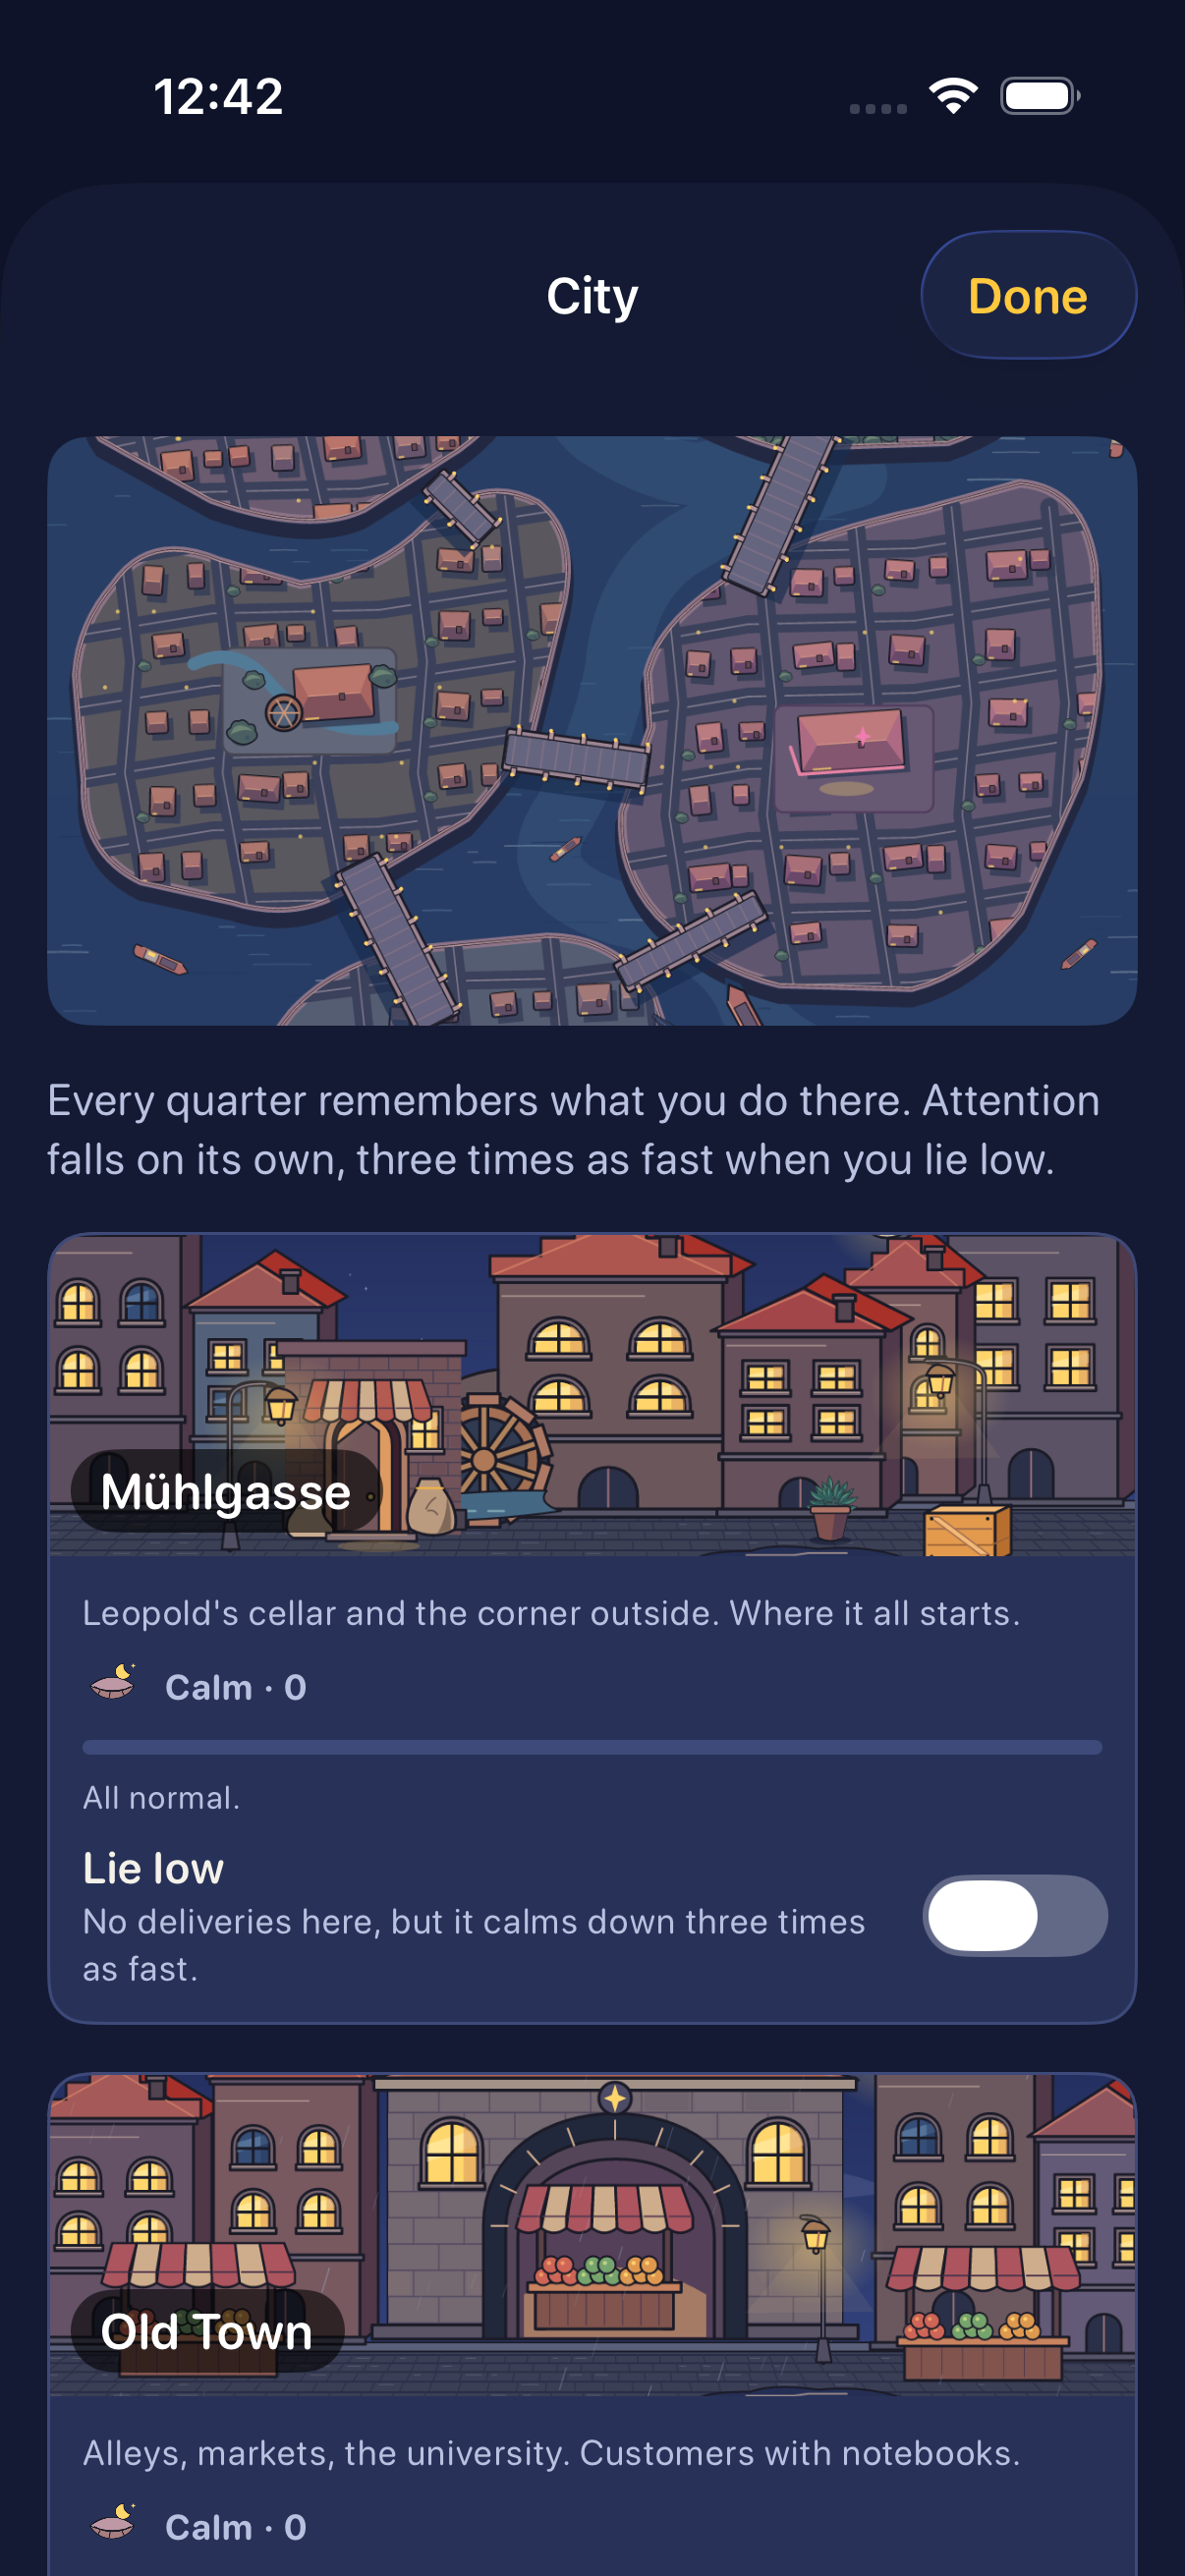 12:42
City
Done
Every quarter remembers what you do there. Attention
falls on its own, three times as fast when you lie low.
Mühlgasse
Leopold's cellar and the corner outside. Where it all starts.
Calm · 0
All normal.
Lie low
No deliveries here, but it calms down three times
as fast.
Old Town
Alleys, markets, the university. Customers with notebooks.
Calm · 0